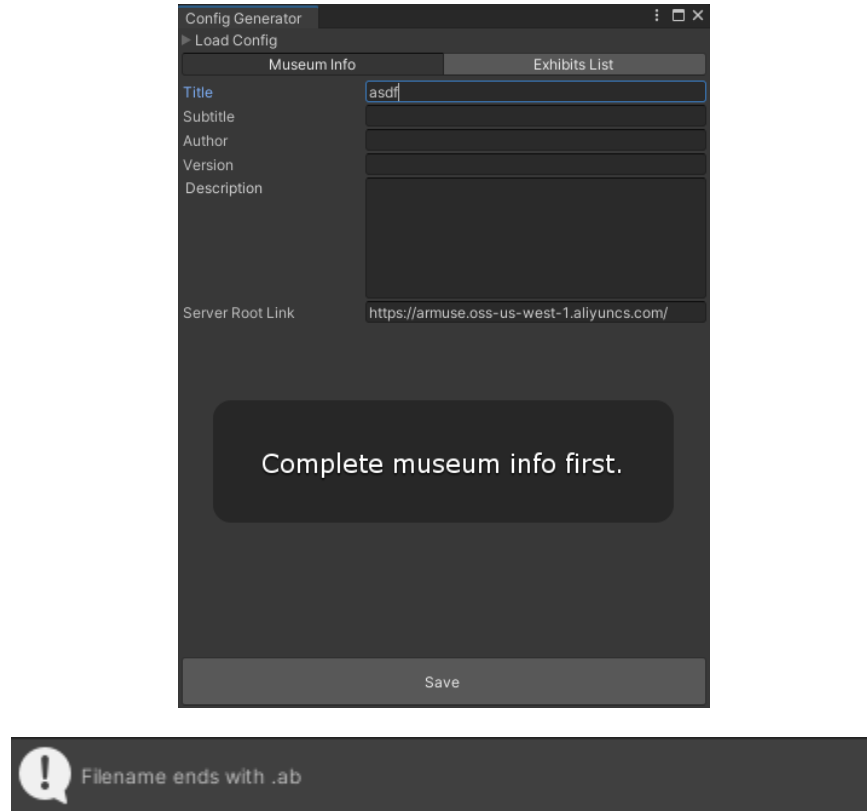 Config Generator
Load Config
Museum Info Exhibits List
Title asdf
Subtitle
Author
Version
Description
Server Root Link https://armuse.oss-us-west-1.aliyuncs.com/
Complete museum info first.
Save
Filename ends with .ab